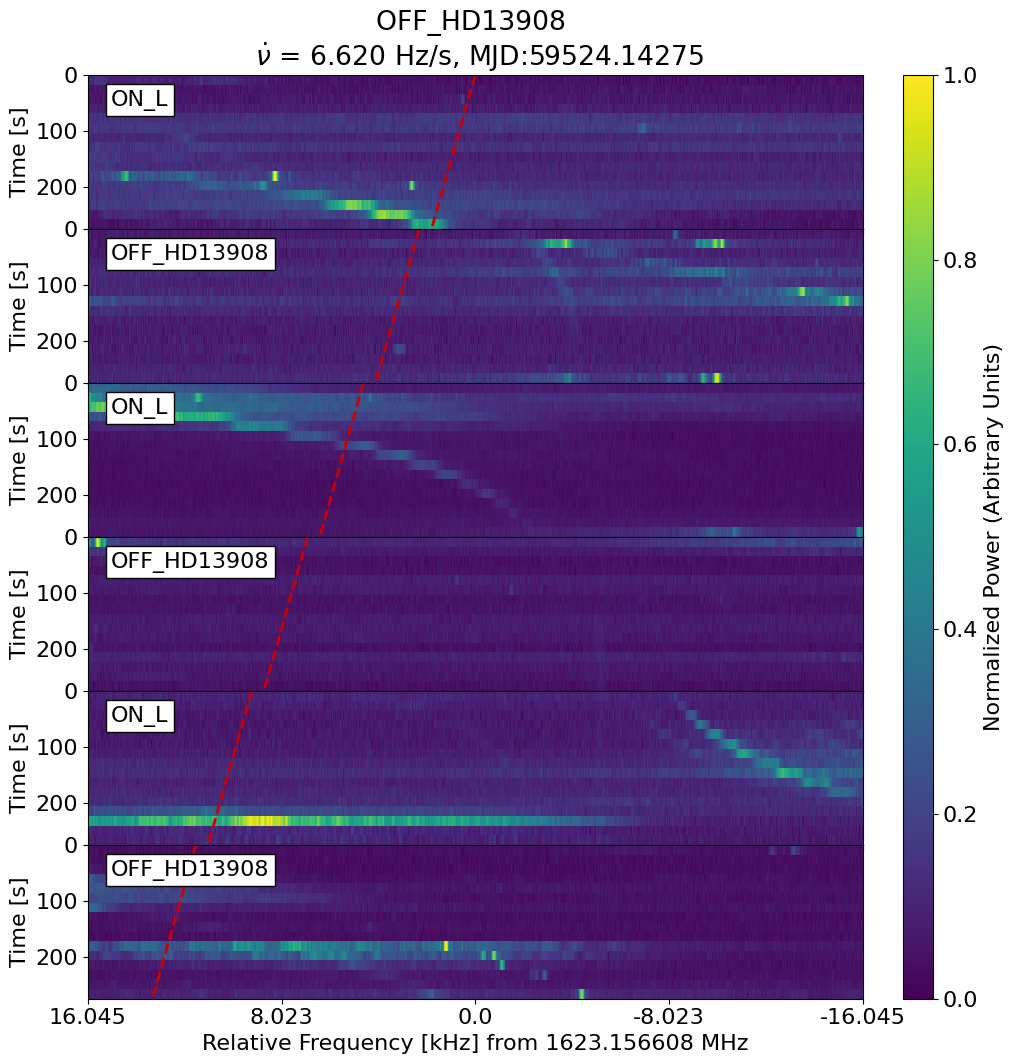 OFF_HD13908
ν̇ = 6.620 Hz/s, MJD:59524.14275
0
100
200
Time [s]
ON_L
0
100
200
Time [s]
OFF_HD13908
0
100
200
Time [s]
ON_L
0
100
200
Time [s]
OFF_HD13908
0
100
200
Time [s]
ON_L
0
100
200
Time [s]
OFF_HD13908
16.045
8.023
0.0
-8.023
-16.045
Relative Frequency [kHz] from 1623.156608 MHz
1.0
0.8
0.6
0.4
0.2
0.0
Normalized Power (Arbitrary Units)